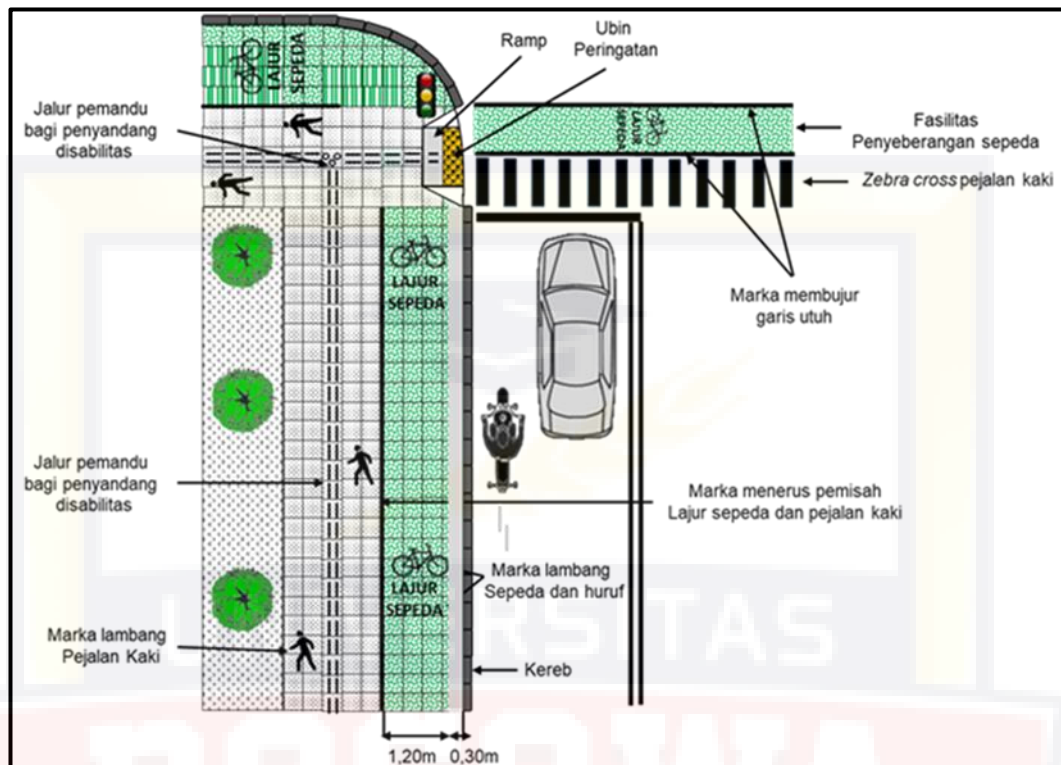 LAJUR
SEPEDA
Ramp
Ubin
Peringatan
Jalur pemandu
bagi penyandang
disabilitas
LAJUR
SEPEDA
Fasilitas
Penyeberangan sepeda
Zebra cross pejalan kaki
LAJUR
SEPEDA
Marka membujur
garis utuh
Jalur pemandu
bagi penyandang
disabilitas
Marka menerus pemisah
Lajur sepeda dan pejalan kaki
LAJUR
SEPEDA
Marka lambang
Sepeda dan huruf
Marka lambang
Pejalan Kaki
Kereb
1,20m 0,30m